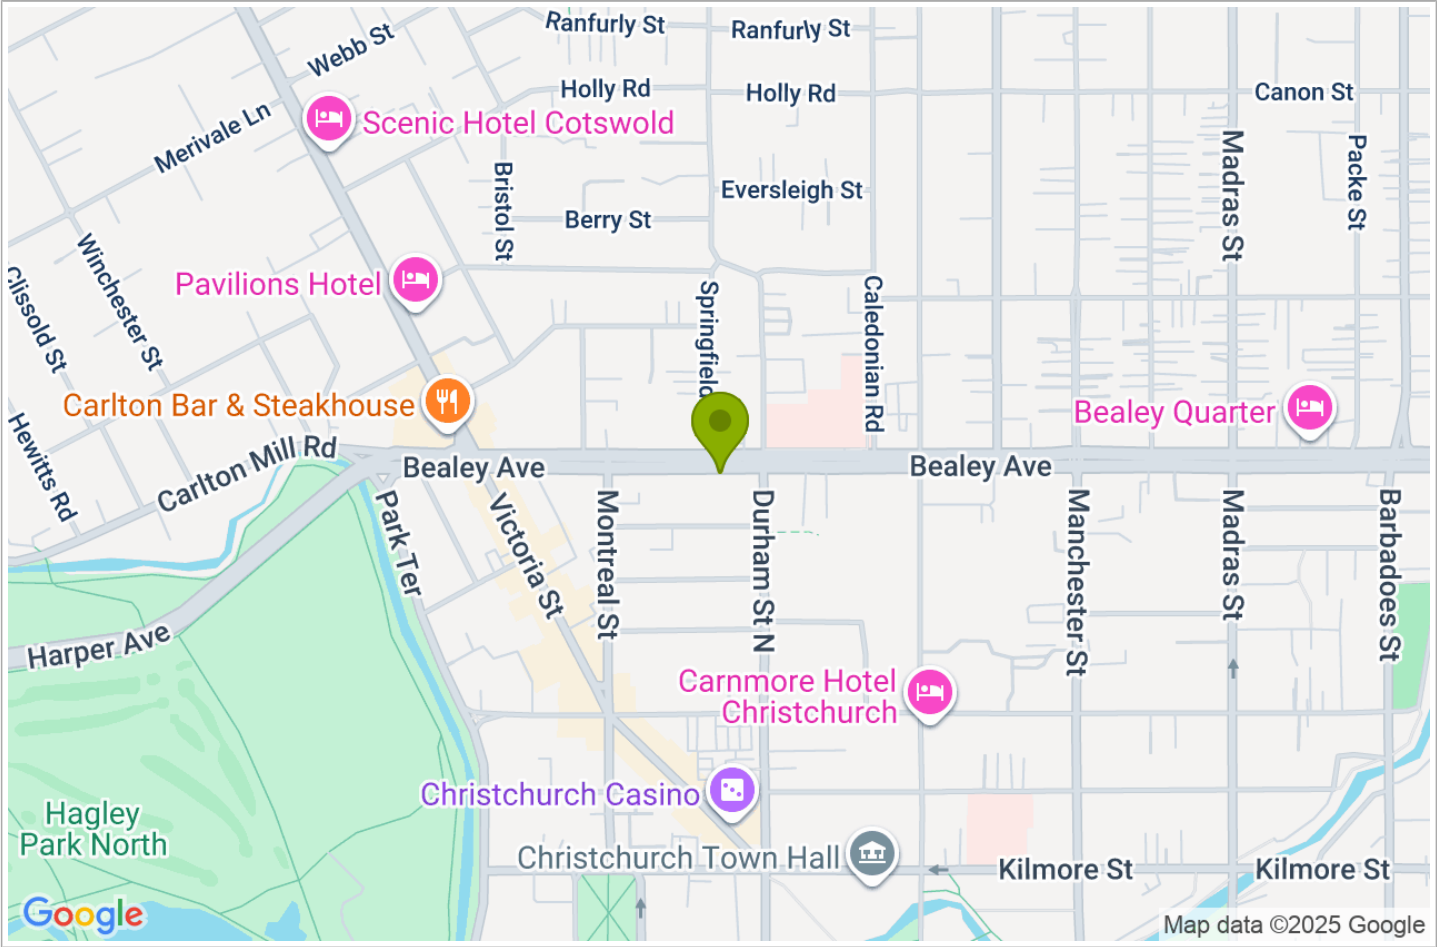 Ranfurly St
Ranfurly St
Webb St
Holly Rd
Holly Rd
Canon St
Scenic Hotel Cotswold
Merivale Ln
Madras St
Packe St
Bristol St
Eversleigh St
Berry St
Winchester St
Clissold St
Pavilions Hotel
Springfield
Caledonian Rd
Carlton Bar & Steakhouse
Bealey Quarter
Hewitts Rd
Carlton Mill Rd
Bealey Ave
Bealey Ave
Park Ter
Victoria St
Montreal St
Durham St N
Manchester St
Madras St
Barbadoes St
Harper Ave
Carnmore Hotel
Christchurch
Christchurch Casino
Hagley
Park North
Christchurch Town Hall
Kilmore St
Kilmore St
Google
Map data ©2025 Google